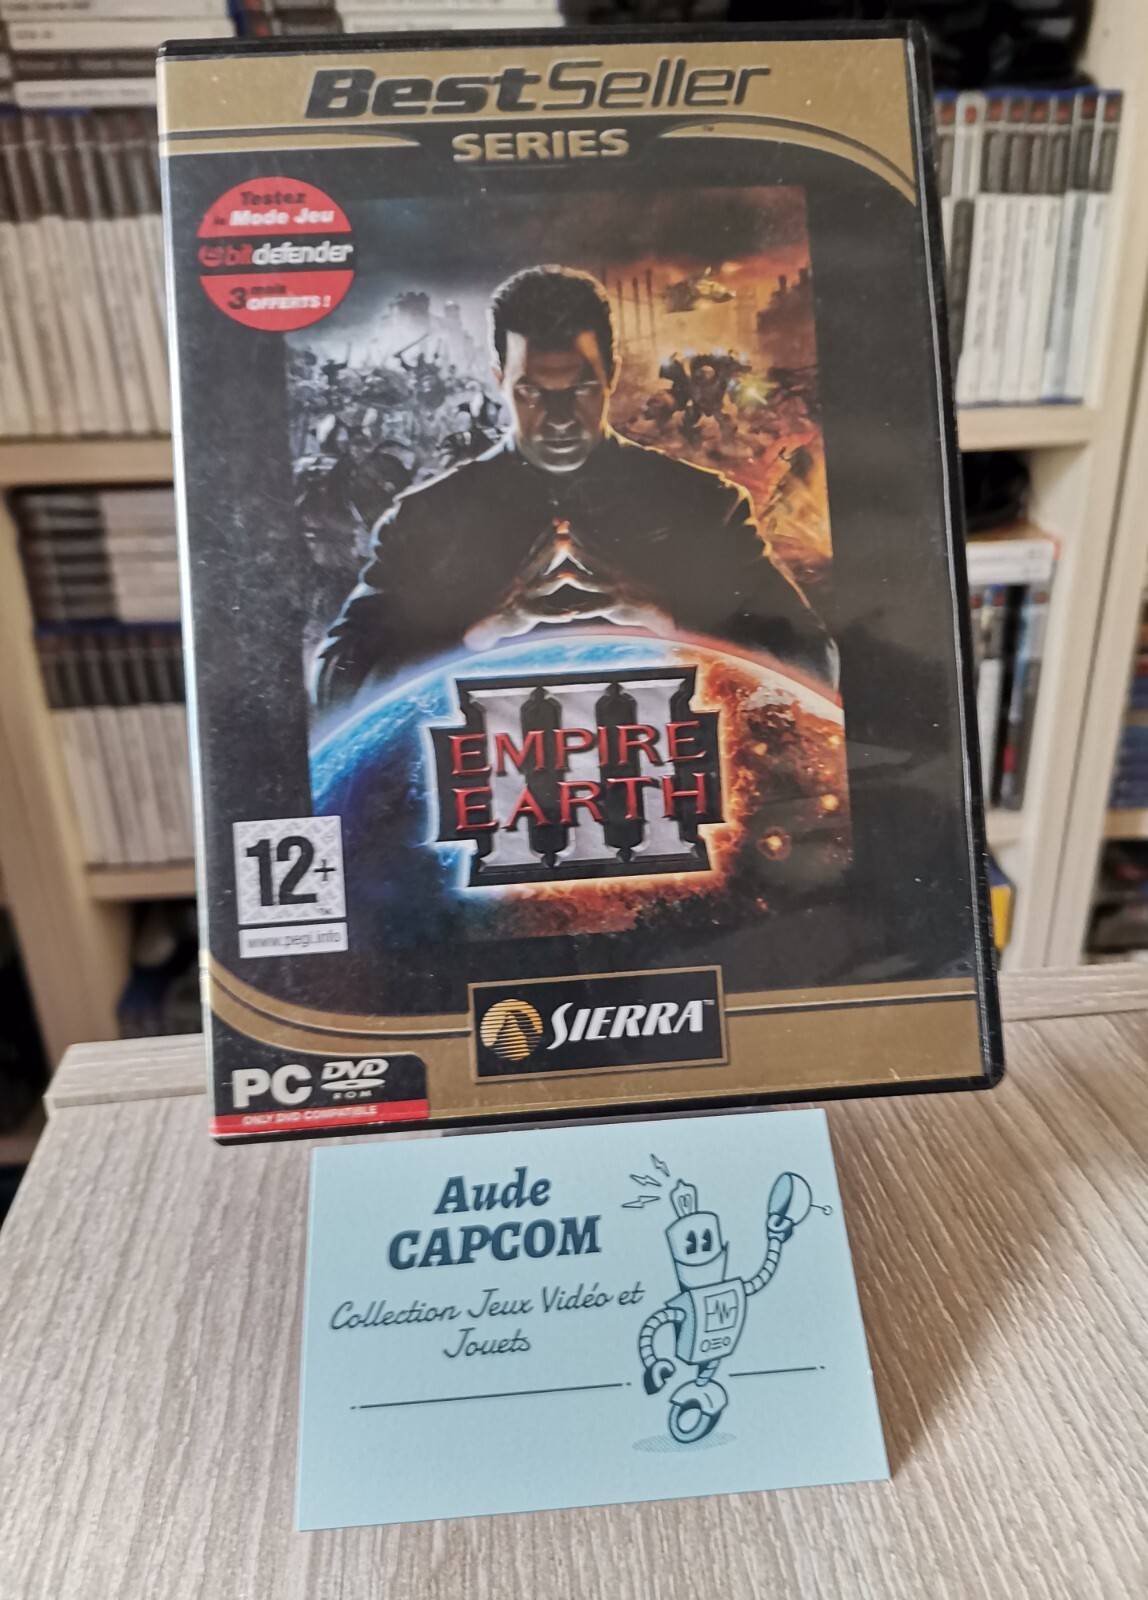 BestSeller
SERIES
Testez
le Mode Jeu
bitdefender
3 mois
OFFERTS !
III
EMPIRE
EARTH
12+
www.pegi.info
SIERRA™
PC DVD
ROM
ONLY DVD COMPATIBLE
Aude
CAPCOM
Collection Jeux Vidéo et
Jouets